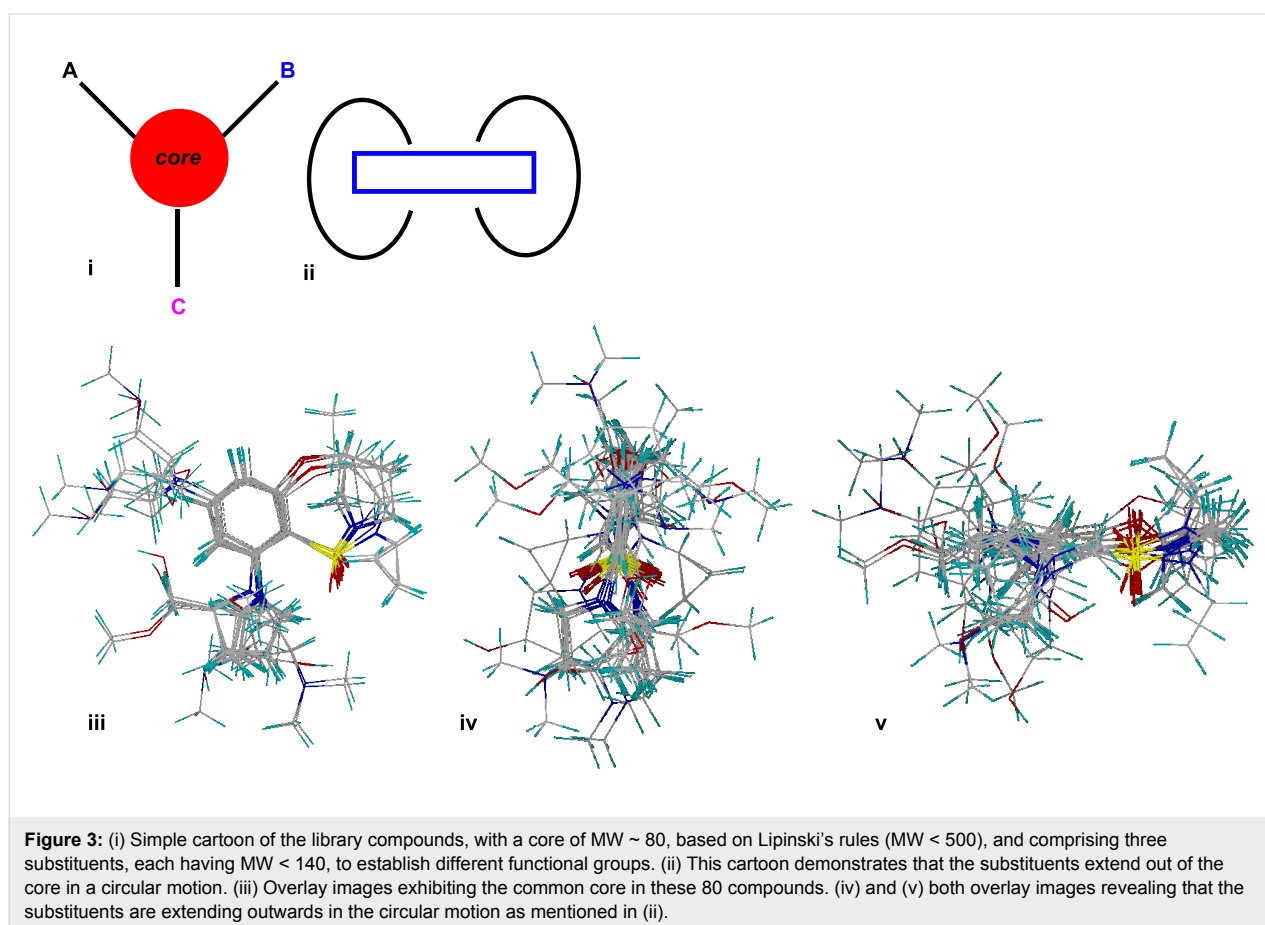 A
B
core
C
i
ii
iii
iv
v
Figure 3: (i) Simple cartoon of the library compounds, with a core of MW ~ 80, based on Lipinski's rules (MW < 500), and comprising three
substituents, each having MW < 140, to establish different functional groups. (ii) This cartoon demonstrates that the substituents extend out of the
core in a circular motion. (iii) Overlay images exhibiting the common core in these 80 compounds. (iv) and (v) both overlay images revealing that the
substituents are extending outwards in the circular motion as mentioned in (ii).